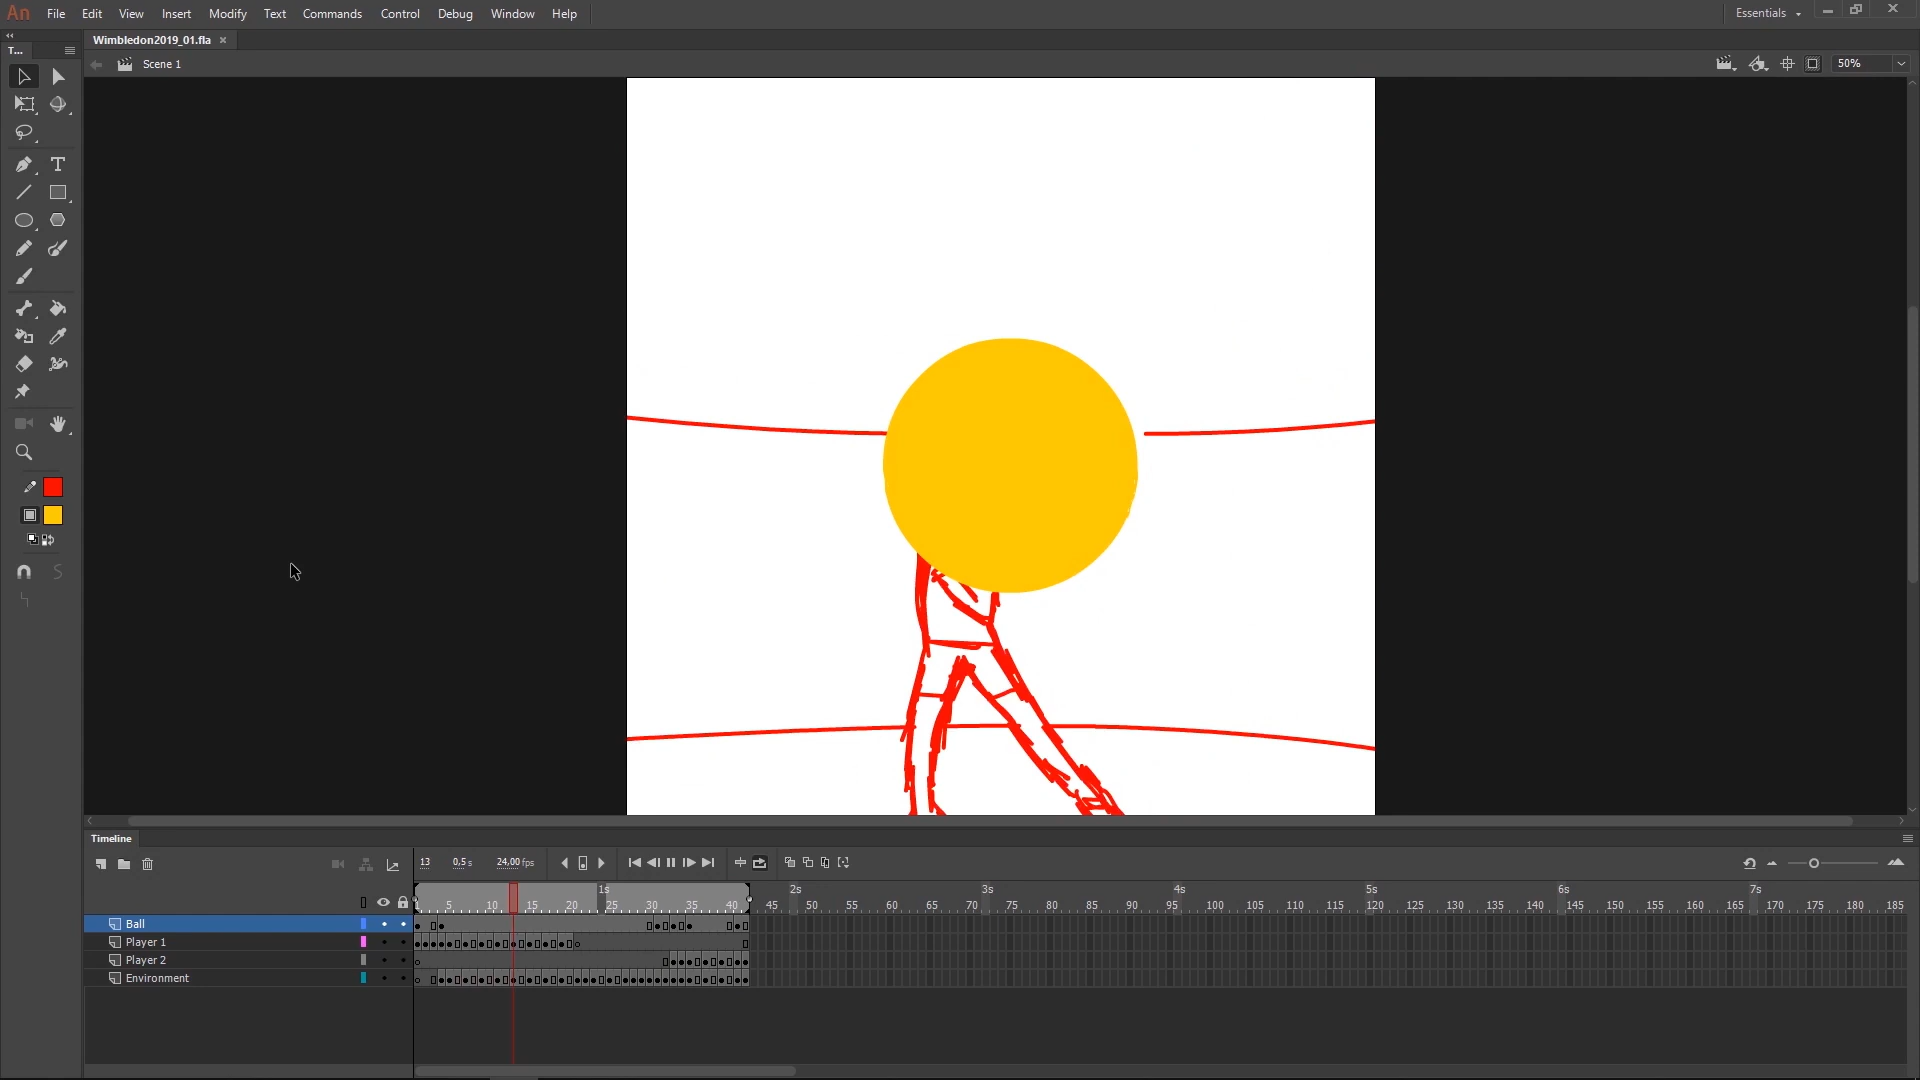 An File Edit View Insert Modify Text Commands Control Debug Window Help Essentials
T... Wimbledon2019_01.fla
Scene 1 50%
Timeline
13 0,5 s 24,00 fps
1s 2s 3s 4s 5s 6s 7s
5 10 15 20 25 30 35 40 45 50 55 60 65 70 75 80 85 90 95 100 105 110 115 120 125 130 135 140 145 150 155 160 165 170 175 180 185
Ball
Player 1
Player 2
Environment